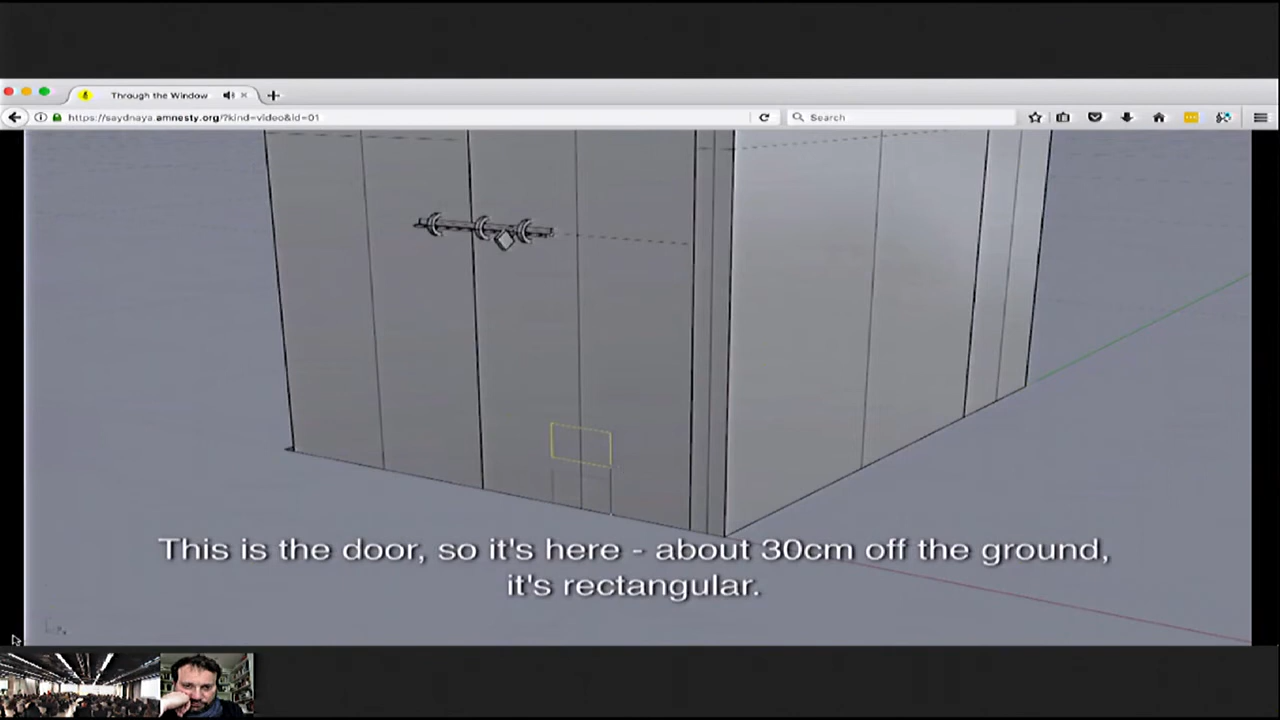 Through the Window
https://saydnaya.amnesty.org/?kind=video&id=01
Search
This is the door, so it's here - about 30cm off the ground,
it's rectangular.